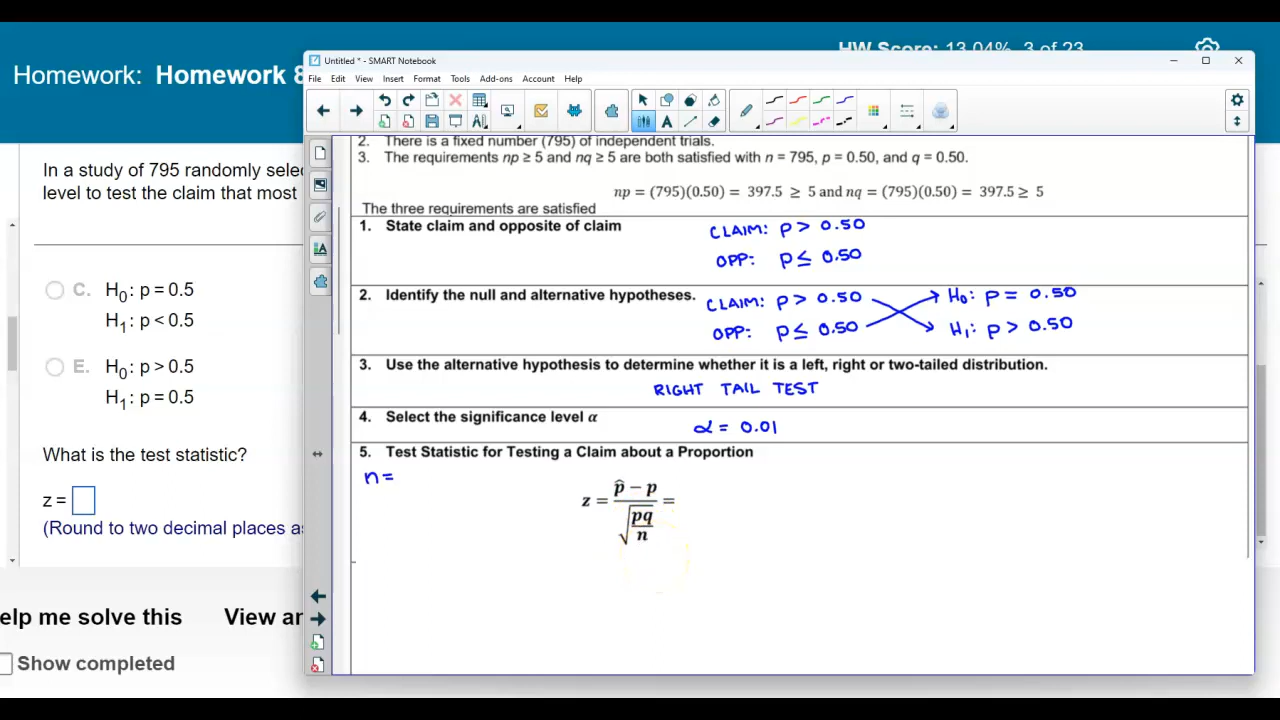 Homework: Homework 8
HW Score: 13.04%, 3 of 23
In a study of 795 randomly selec
level to test the claim that most
C. H0: p = 0.5
H1: p < 0.5
E. H0: p > 0.5
H1: p = 0.5
What is the test statistic?
z =
(Round to two decimal places as
elp me solve this View an
Show completed
Untitled * - SMART Notebook
File Edit View Insert Format Tools Add-ons Account Help
2. There is a fixed number (795) of independent trials.
3. The requirements np ≥ 5 and nq ≥ 5 are both satisfied with n = 795, p = 0.50, and q = 0.50.
np = (795)(0.50) = 397.5 ≥ 5 and nq = (795)(0.50) = 397.5 ≥ 5
The three requirements are satisfied
1. State claim and opposite of claim
CLAIM: p > 0.50
OPP: p ≤ 0.50
2. Identify the null and alternative hypotheses.
CLAIM: p > 0.50 H0: p = 0.50
OPP: p ≤ 0.50 H1: p > 0.50
3. Use the alternative hypothesis to determine whether it is a left, right or two-tailed distribution.
RIGHT TAIL TEST
4. Select the significance level α
α = 0.01
5. Test Statistic for Testing a Claim about a Proportion
n =
z = (p̂ − p) / √(pq/n) =